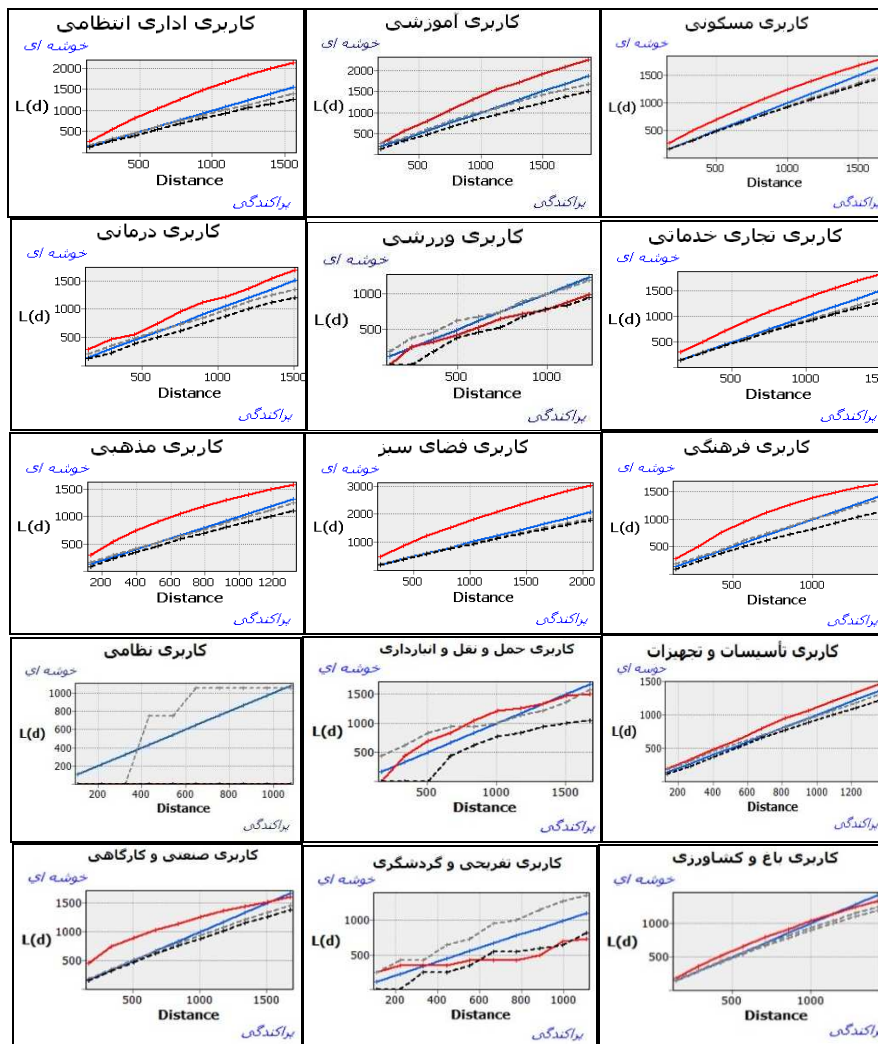 کاربری مسکونی
خوشه ای
1500
1000
500
L(d)
500 1000 1500
Distance
پراکندگی
کاربری آموزشی
خوشه ای
2000
1500
1000
500
L(d)
500 1000 1500
Distance
پراکندگی
کاربری اداری انتظامی
خوشه ای
2000
1500
1000
500
L(d)
500 1000 1500
Distance
پراکندگی
کاربری تجاری خدماتی
خوشه ای
1500
1000
500
L(d)
500 1000 1500
Distance
پراکندگی
کاربری ورزشی
خوشه ای
1000
500
L(d)
500 1000
Distance
پراکندگی
کاربری درمانی
خوشه ای
1500
1000
500
L(d)
500 1000 1500
Distance
پراکندگی
کاربری فرهنگی
خوشه ای
1500
1000
500
L(d)
500 1000
Distance
پراکندگی
کاربری فضای سبز
خوشه ای
3000
2000
1000
L(d)
500 1000 1500 2000
Distance
پراکندگی
کاربری مذهبی
خوشه ای
1500
1000
500
L(d)
200 400 600 800 1000 1200
Distance
پراکندگی
کاربری تأسیسات و تجهیزات
خوشه اي
1500
1000
500
L(d)
200 400 600 800 1000 1200
Distance
پراکندگی
کاربری حمل و نقل و انبارداری
خوشه اي
1500
1000
500
L(d)
500 1000 1500
Distance
پراکندگی
کاربری نظامی
خوشه اي
1000
800
600
400
200
L(d)
200 400 600 800 1000
Distance
پراکندگی
کاربری باغ و کشاورزی
خوشه اي
1000
500
L(d)
500 1000
Distance
پراکندگی
کاربری تفریحی و گردشگری
خوشه اي
1000
500
L(d)
200 400 600 800 1000
Distance
پراکندگی
کاربری صنعتی و کارگاهی
خوشه اي
1500
1000
500
L(d)
500 1000 1500
Distance
پراکندگی